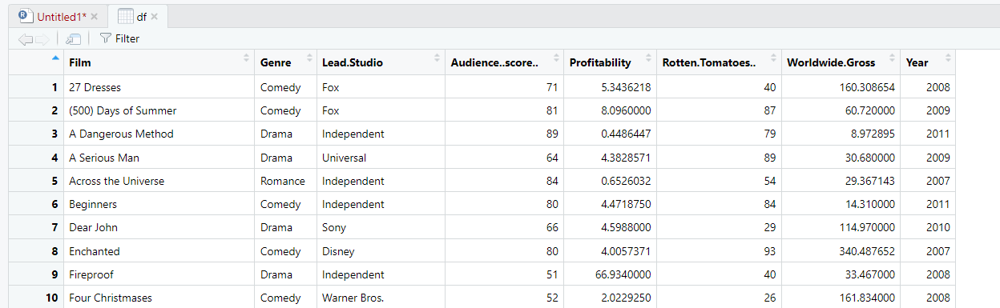 Untitled1* df
Filter
Film Genre Lead.Studio Audience..score.. Profitability Rotten.Tomatoes.. Worldwide.Gross Year
1 27 Dresses Comedy Fox 71 5.3436218 40 160.308654 2008
2 (500) Days of Summer Comedy Fox 81 8.0960000 87 60.720000 2009
3 A Dangerous Method Drama Independent 89 0.4486447 79 8.972895 2011
4 A Serious Man Drama Universal 64 4.3828571 89 30.680000 2009
5 Across the Universe Romance Independent 84 0.6526032 54 29.367143 2007
6 Beginners Comedy Independent 80 4.4718750 84 14.310000 2011
7 Dear John Drama Sony 66 4.5988000 29 114.970000 2010
8 Enchanted Comedy Disney 80 4.0057371 93 340.487652 2007
9 Fireproof Drama Independent 51 66.9340000 40 33.467000 2008
10 Four Christmases Comedy Warner Bros. 52 2.0229250 26 161.834000 2008